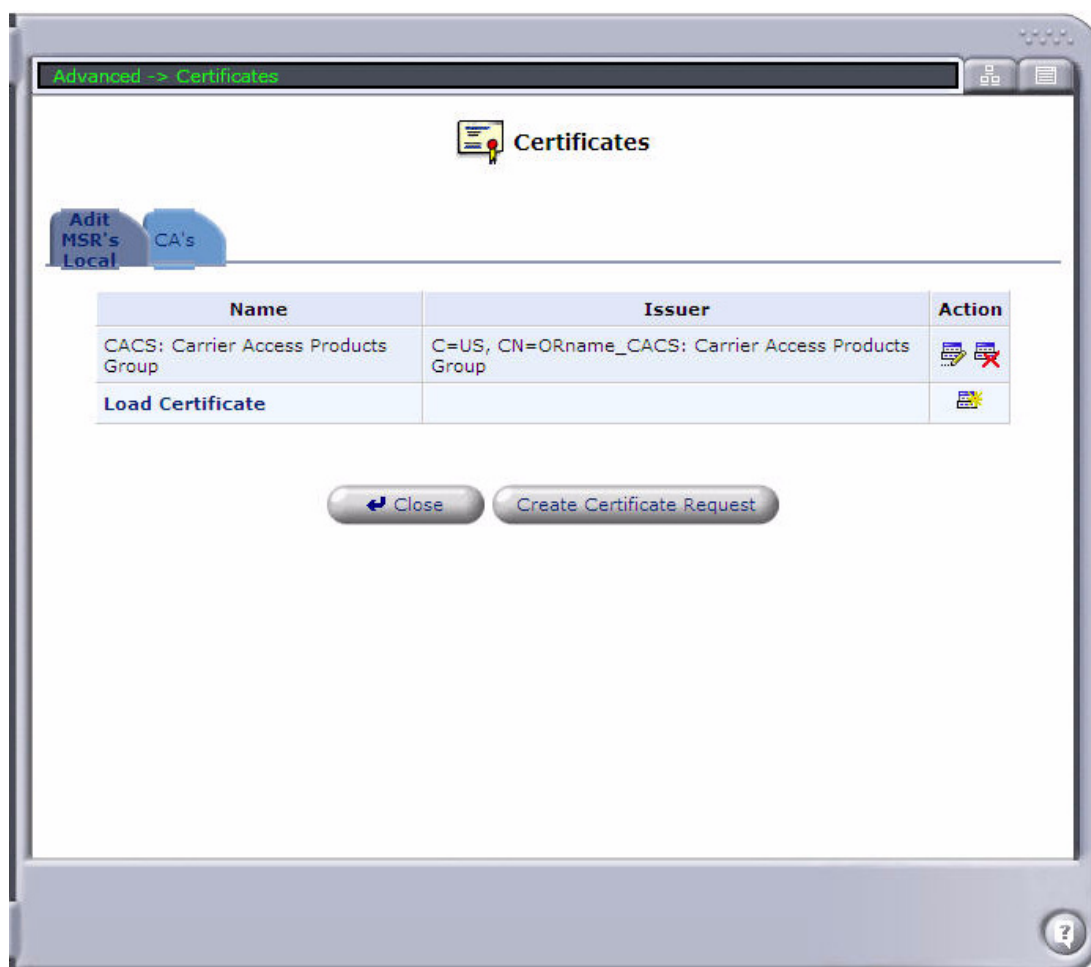 Advanced -> Certificates
Certificates
Adit
MSR's
Local
CA's
Name Issuer Action
CACS: Carrier Access Products
Group
C=US, CN=ORname_CACS: Carrier Access Products
Group
Load Certificate
Close Create Certificate Request
?